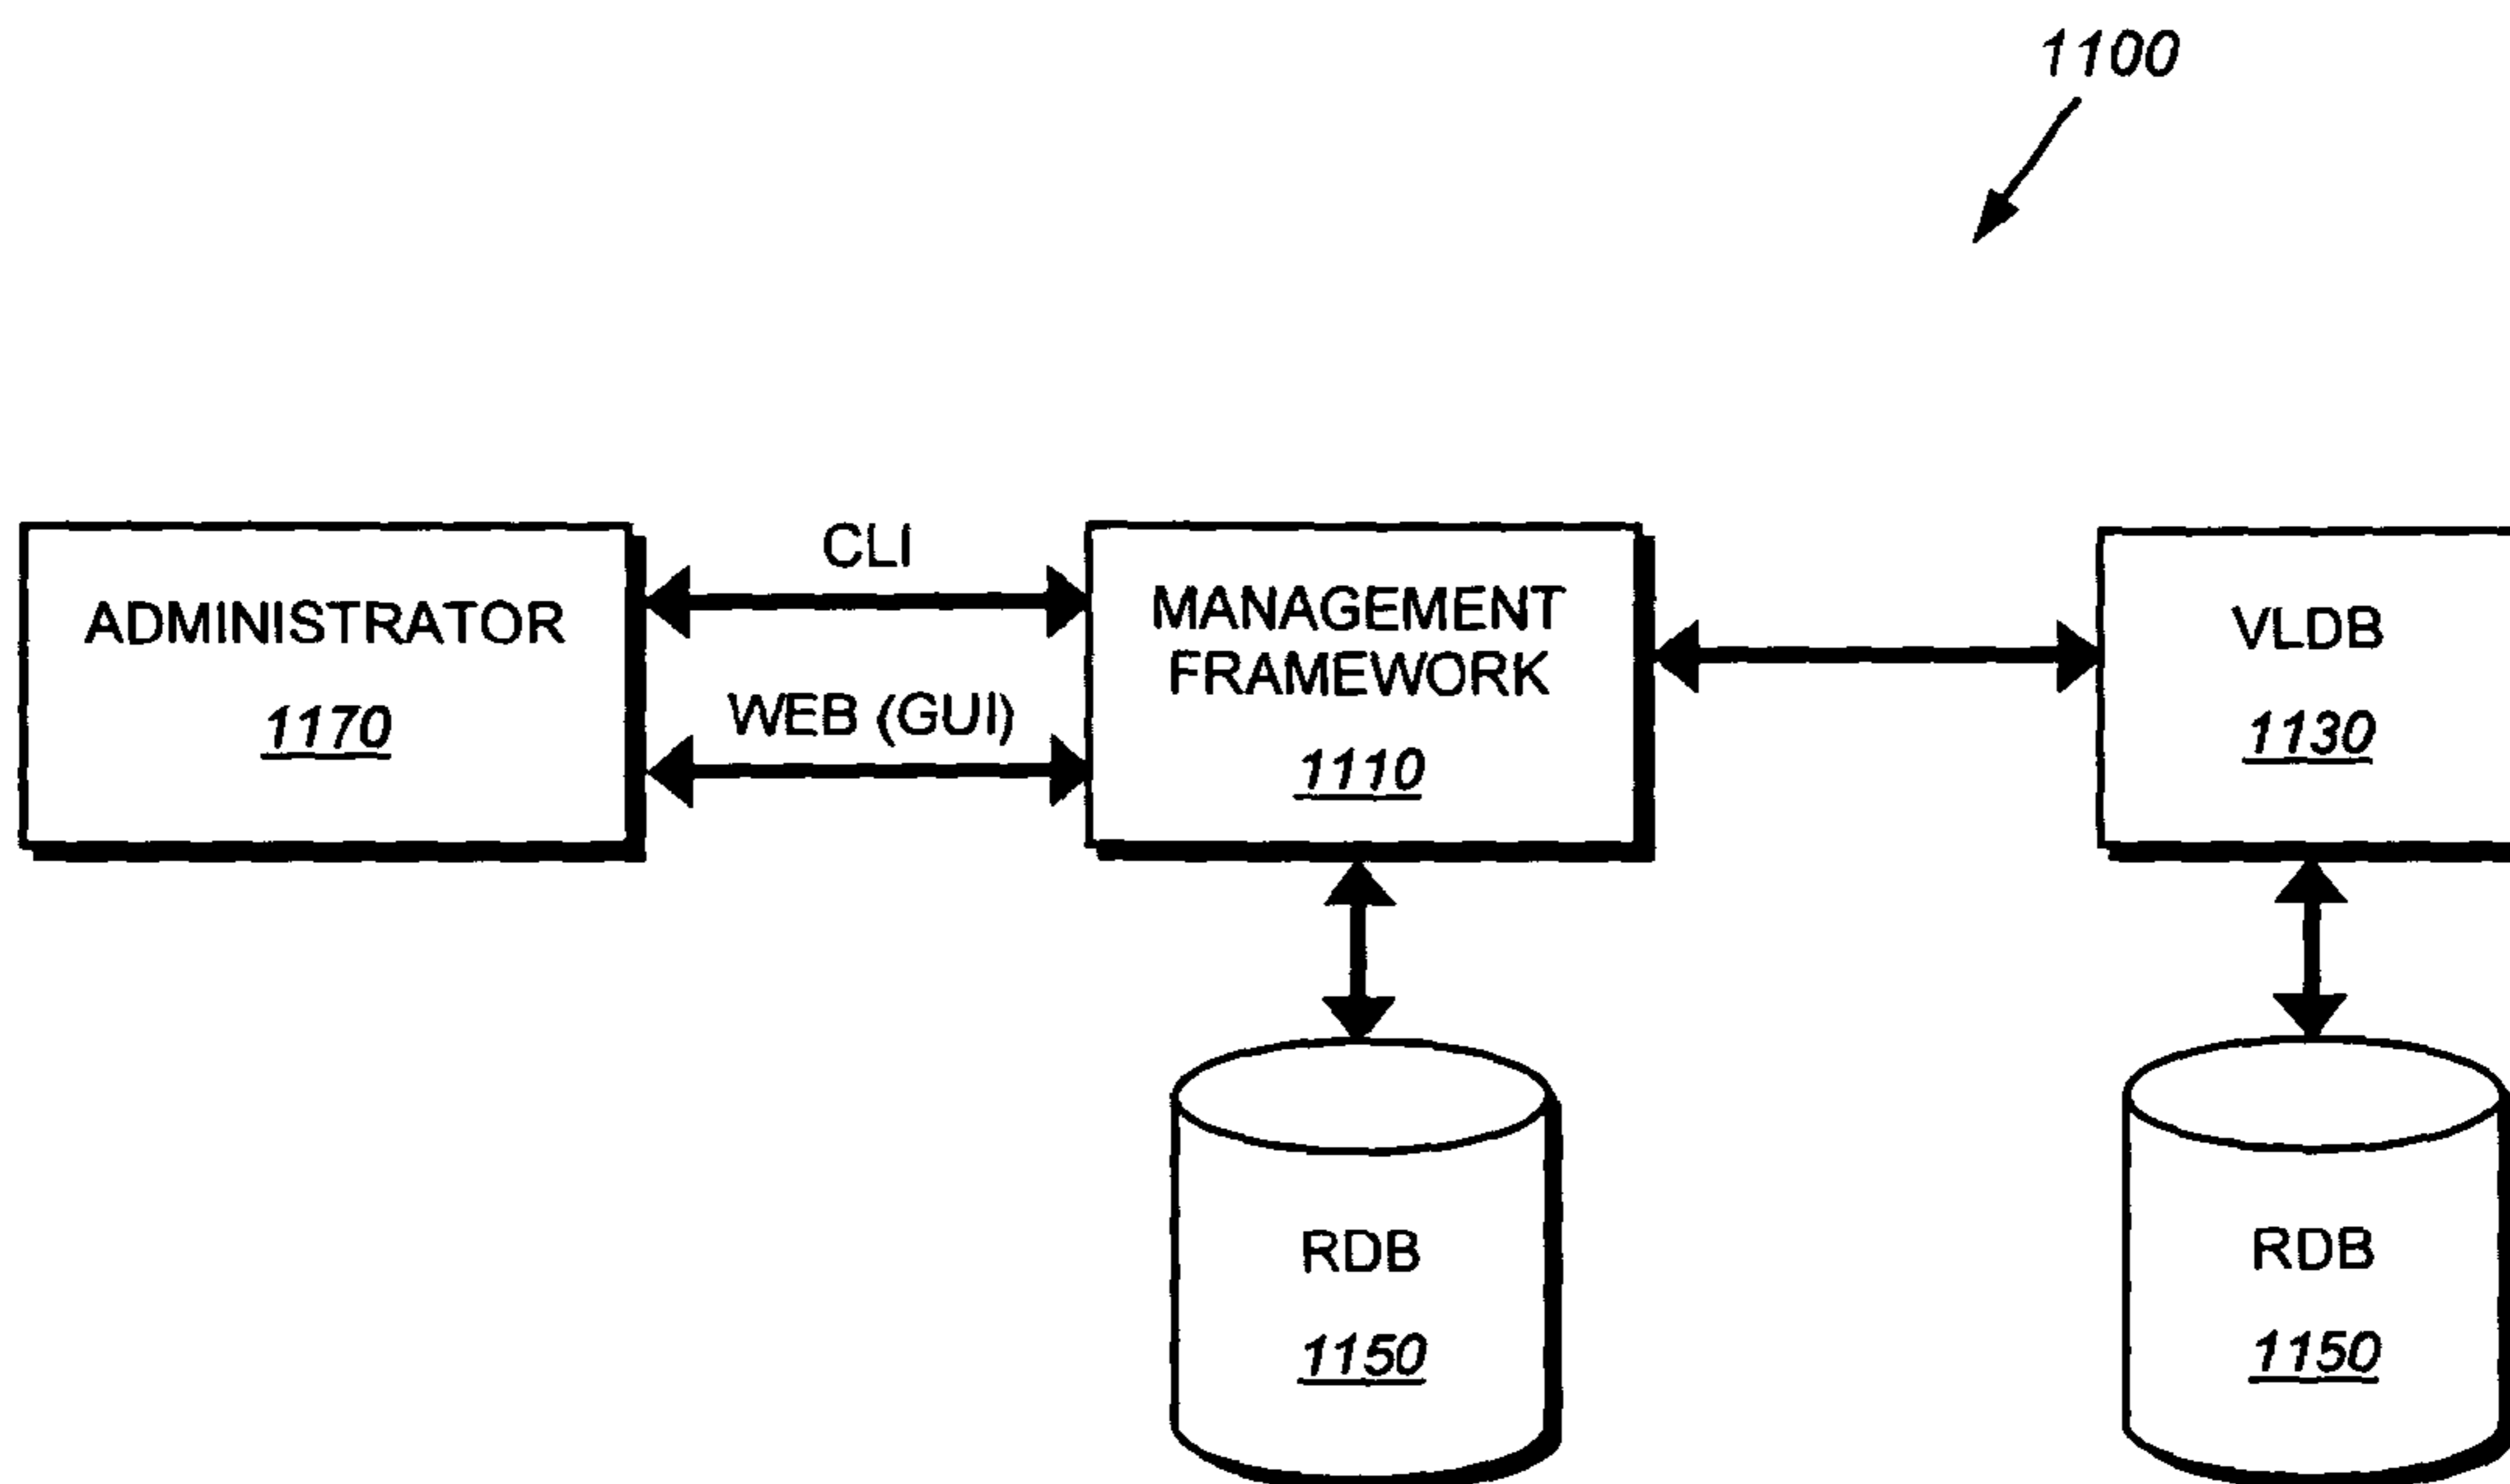 1100
ADMINISTRATOR
1170
CLI
WEB (GUI)
MANAGEMENT
FRAMEWORK
1110
VLDB
1130
RDB
1150
RDB
1150